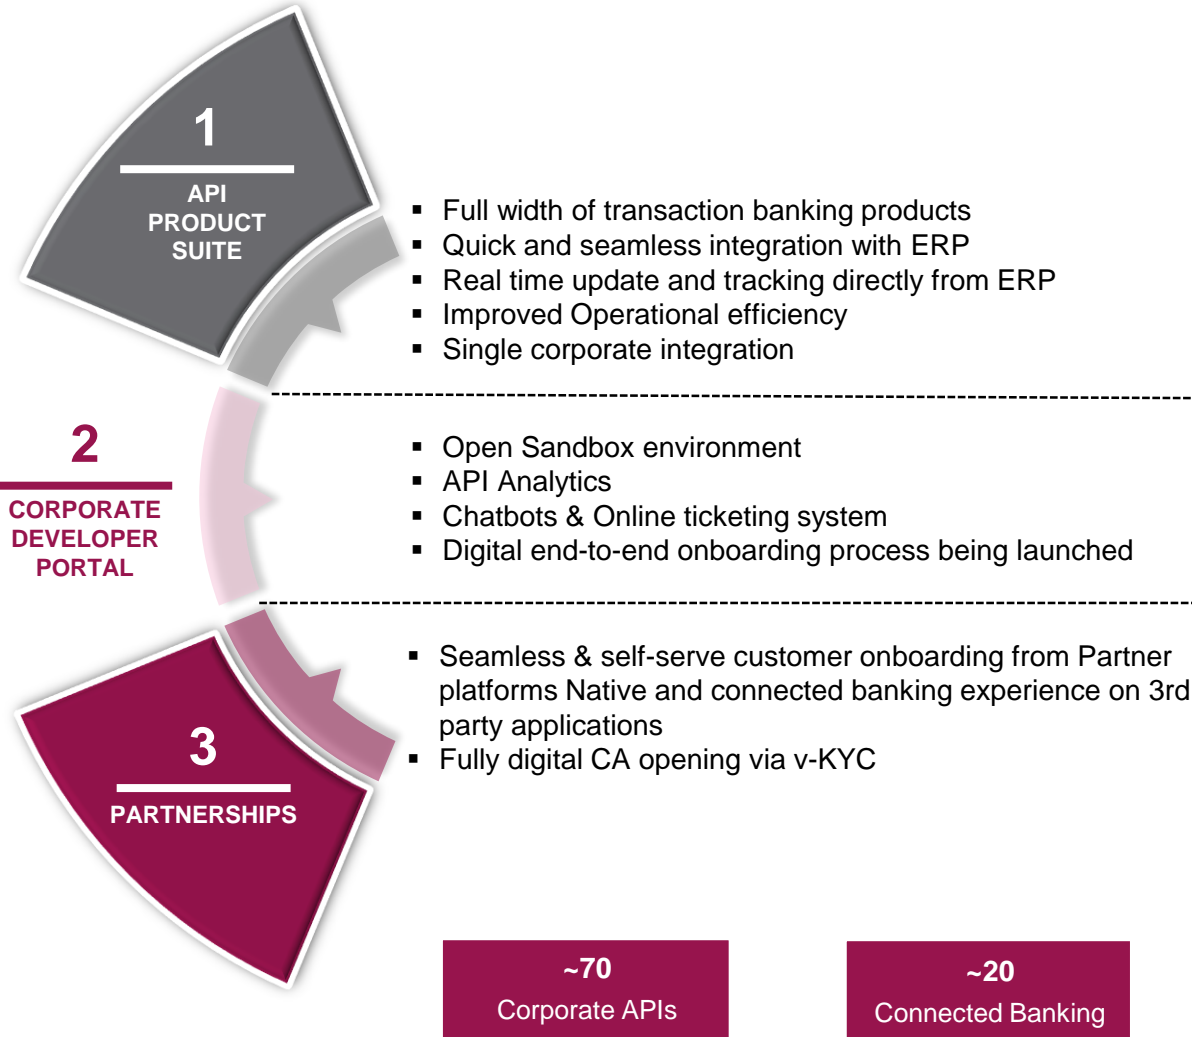 1
API
PRODUCT
SUITE
▪ Full width of transaction banking products
▪ Quick and seamless integration with ERP
▪ Real time update and tracking directly from ERP
▪ Improved Operational efficiency
▪ Single corporate integration
2
CORPORATE
DEVELOPER
PORTAL
▪ Open Sandbox environment
▪ API Analytics
▪ Chatbots & Online ticketing system
▪ Digital end-to-end onboarding process being launched
3
PARTNERSHIPS
▪ Seamless & self-serve customer onboarding from Partner
platforms Native and connected banking experience on 3rd
party applications
▪ Fully digital CA opening via v-KYC
~70
Corporate APIs
~20
Connected Banking